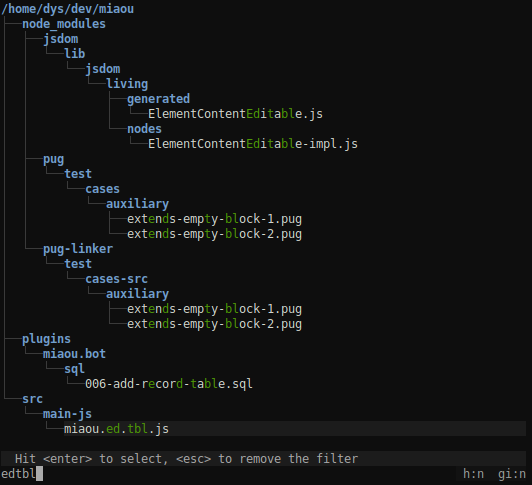 /home/dys/dev/miaou
node_modules
jsdom
lib
jsdom
living
generated
ElementContentEditable.js
nodes
ElementContentEditable-impl.js
pug
test
cases
auxiliary
extends-empty-block-1.pug
extends-empty-block-2.pug
pug-linker
test
cases-src
auxiliary
extends-empty-block-1.pug
extends-empty-block-2.pug
plugins
miaou.bot
sql
006-add-record-table.sql
src
main-js
miaou.ed.tbl.js
Hit <enter> to select, <esc> to remove the filter
edtbl h:n gi:n